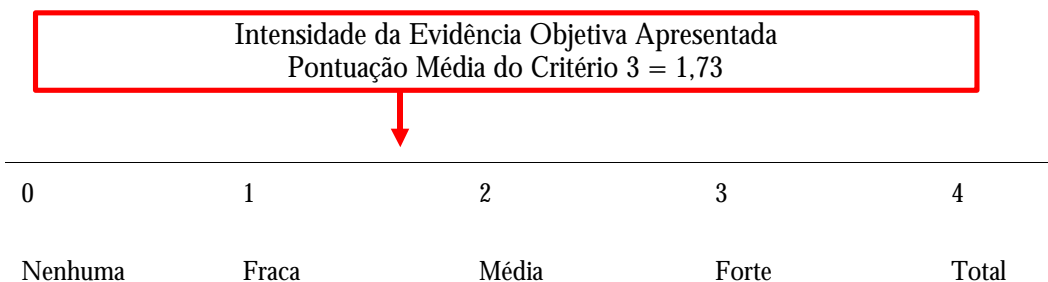 Intensidade da Evidência Objetiva Apresentada
Pontuação Média do Critério 3 = 1,73
0 1 2 3 4
Nenhuma Fraca Média Forte Total